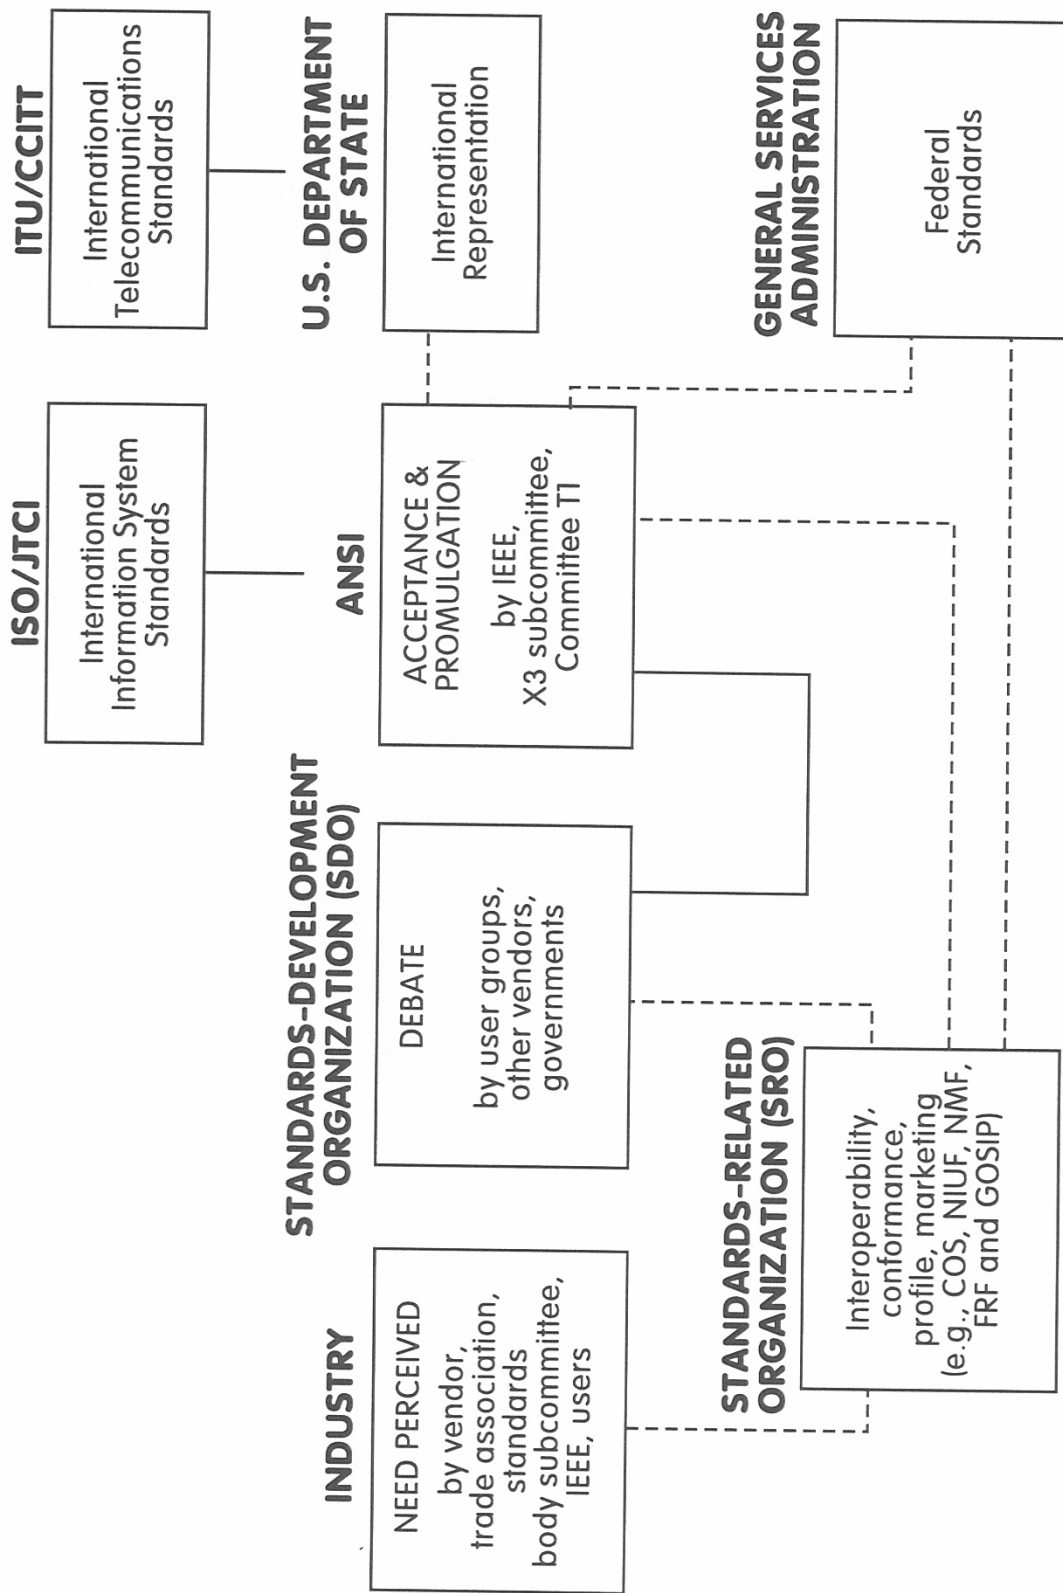 ISO/JTCI
International
Information System
Standards
ITU/CCITT
International
Telecommunications
Standards
INDUSTRY
NEED PERCEIVED
by vendor,
trade association,
standards
body subcommittee,
IEEE, users
STANDARDS-DEVELOPMENT
ORGANIZATION (SDO)
DEBATE
by user groups,
other vendors,
governments
ANSI
ACCEPTANCE &
PROMULGATION
by IEEE,
X3 subcommittee,
Committee T1
U.S. DEPARTMENT
OF STATE
International
Representation
STANDARDS-RELATED
ORGANIZATION (SRO)
Interoperability,
conformance,
profile, marketing
(e.g., COS, NIUF, NMF,
FRF and GOSIP)
GENERAL SERVICES
ADMINISTRATION
Federal
Standards